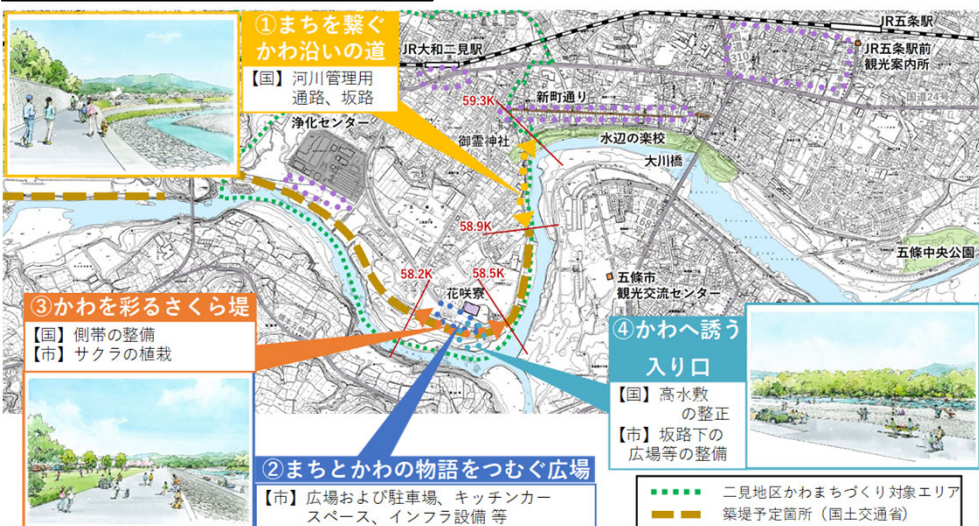 ①まちを繋ぐ
かわ沿いの道
【国】河川管理用
通路、坂路
JR大和二見駅
JR五条駅
JR五条駅前
観光案内所
国道24号
新町通り
59.3K
浄化センター
御霊神社
水辺の楽校
大川橋
58.9K
五條中央公園
58.2K
58.5K
花咲寮
五條市
観光交流センター
③かわを彩るさくら堤
【国】側帯の整備
【市】サクラの植栽
④かわへ誘う
入り口
【国】高水敷
の整正
【市】坂路下の
広場等の整備
②まちとかわの物語をつむぐ広場
【市】広場および駐車場、キッチンカー
スペース、インフラ設備 等
二見地区かわまちづくり対象エリア
築堤予定箇所（国土交通省）